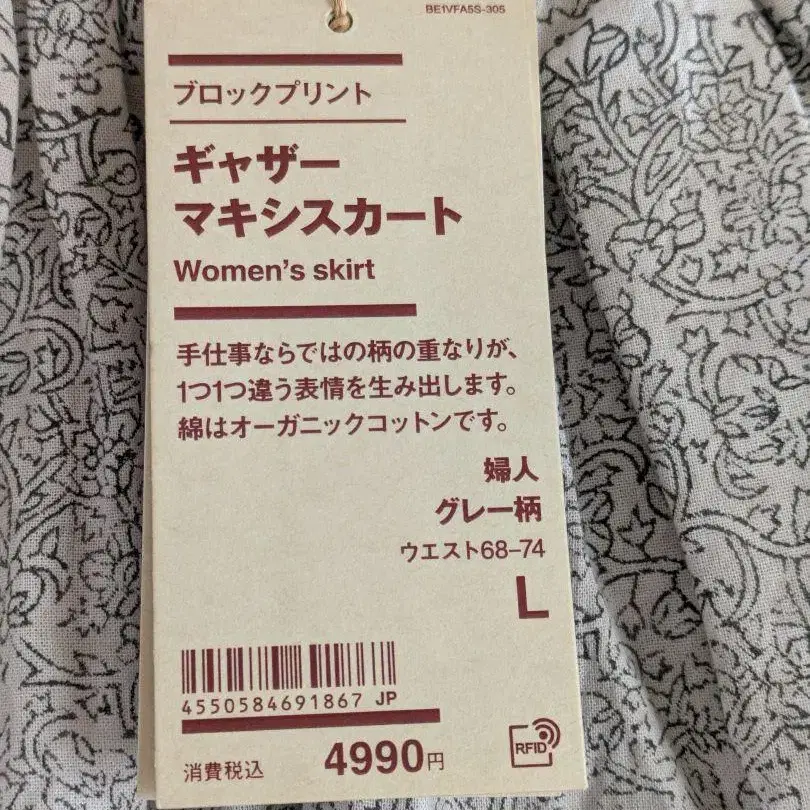 BE1VFA5S-305
ブロックプリント
ギャザー
マキシスカート
Women's skirt
手仕事ならではの柄の重なりが、
1つ1つ違う表情を生み出します。
綿はオーガニックコットンです。
婦人
グレー柄
ウエスト68–74
L
4550584691867 JP
消費税込 4990円
RFID